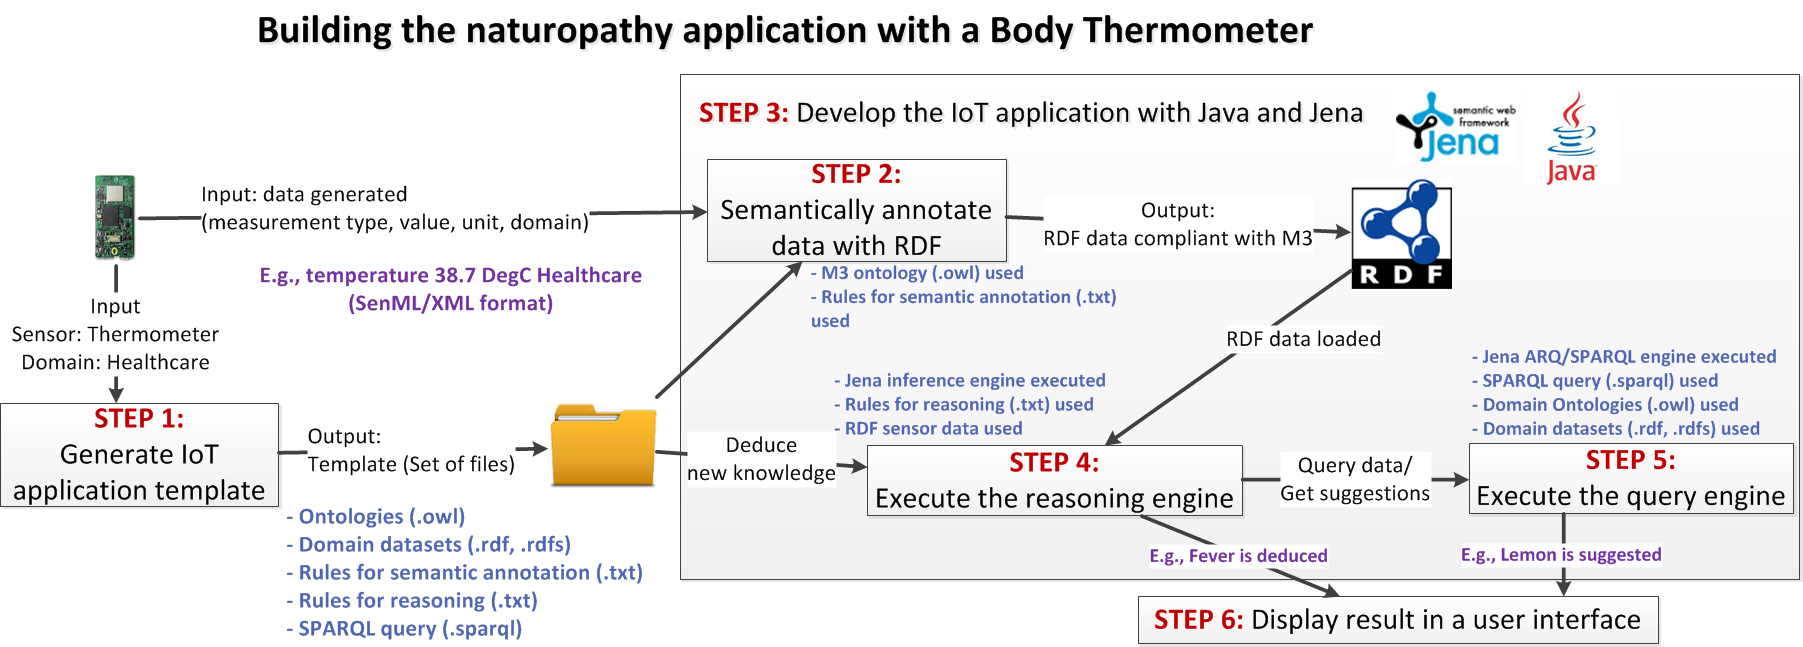 Building the naturopathy application with a Body Thermometer
STEP 3: Develop the IoT application with Java and Jena
semantic web
framework
Jena
Java
Input: data generated
(measurement type, value, unit, domain)
E.g., temperature 38.7 DegC Healthcare
(SenML/XML format)
STEP 2:
Semantically annotate
data with RDF
- M3 ontology (.owl) used
- Rules for semantic annotation (.txt)
used
Output:
RDF data compliant with M3
RDF
RDF data loaded
Input
Sensor: Thermometer
Domain: Healthcare
STEP 1:
Generate IoT
application template
Output:
Template (Set of files)
- Ontologies (.owl)
- Domain datasets (.rdf, .rdfs)
- Rules for semantic annotation (.txt)
- Rules for reasoning (.txt)
- SPARQL query (.sparql)
Deduce
new knowledge
- Jena inference engine executed
- Rules for reasoning (.txt) used
- RDF sensor data used
STEP 4:
Execute the reasoning engine
Query data/
Get suggestions
- Jena ARQ/SPARQL engine executed
- SPARQL query (.sparql) used
- Domain Ontologies (.owl) used
- Domain datasets (.rdf, .rdfs) used
STEP 5:
Execute the query engine
E.g., Fever is deduced
E.g., Lemon is suggested
STEP 6: Display result in a user interface